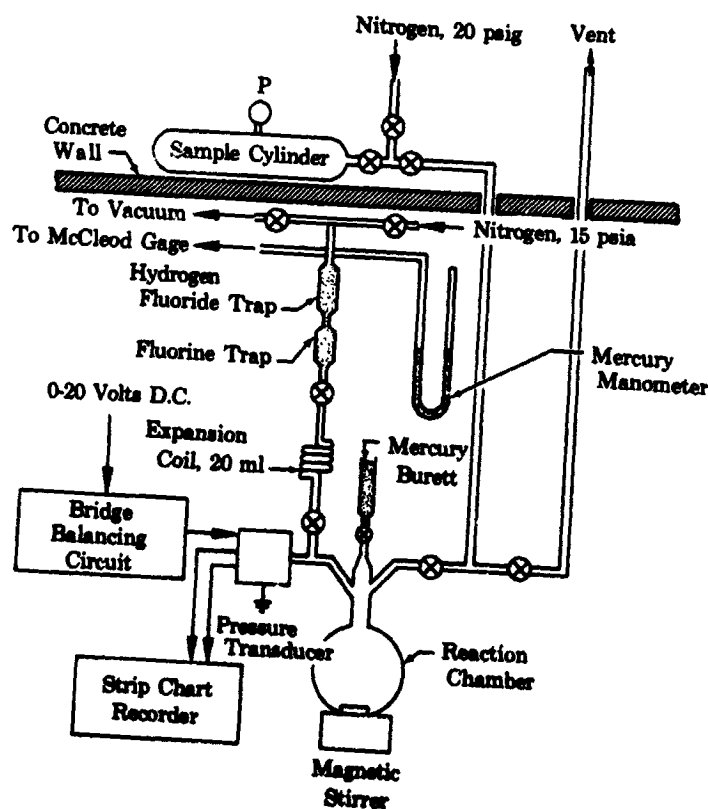 Nitrogen, 20 psig
Vent
P
Concrete
Wall
Sample Cylinder
To Vacuum
Nitrogen, 15 psia
To McCleod Gage
Hydrogen
Fluoride Trap
Fluorine Trap
Mercury
Manometer
0-20 Volts D.C.
Expansion
Coil, 20 ml
Mercury
Burett
Bridge
Balancing
Circuit
Pressure
Transducer
Reaction
Chamber
Strip Chart
Recorder
Magnetic
Stirrer